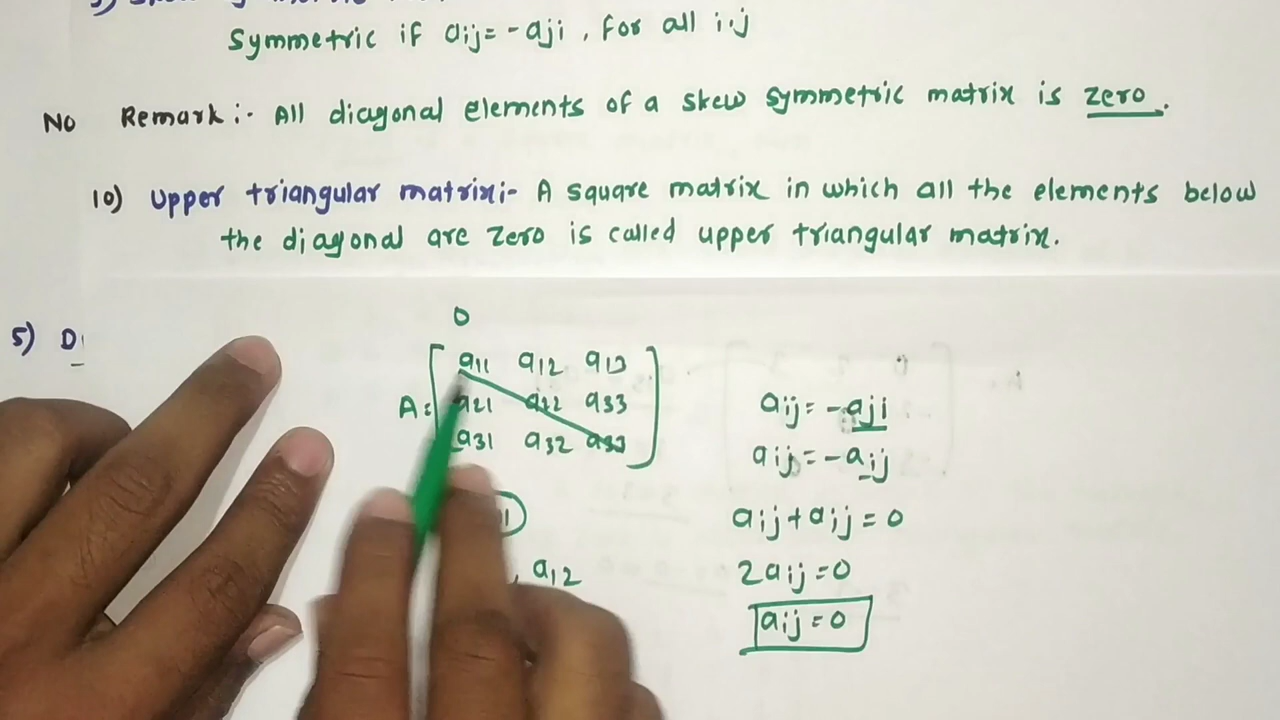 Symmetric if aij = -aji , for all i,j
No Remark :- All diagonal elements of a skew symmetric matrix is zero.
10) Upper triangular matrix :- A square matrix in which all the elements below
the diagonal are zero is called upper triangular matrix.
5) D
0
a11 a12 a13
A = a21 a22 a33
a31 a32 a33
, a12
aij = -aji
aij = -aij
aij + aij = 0
2aij = 0
aij = 0